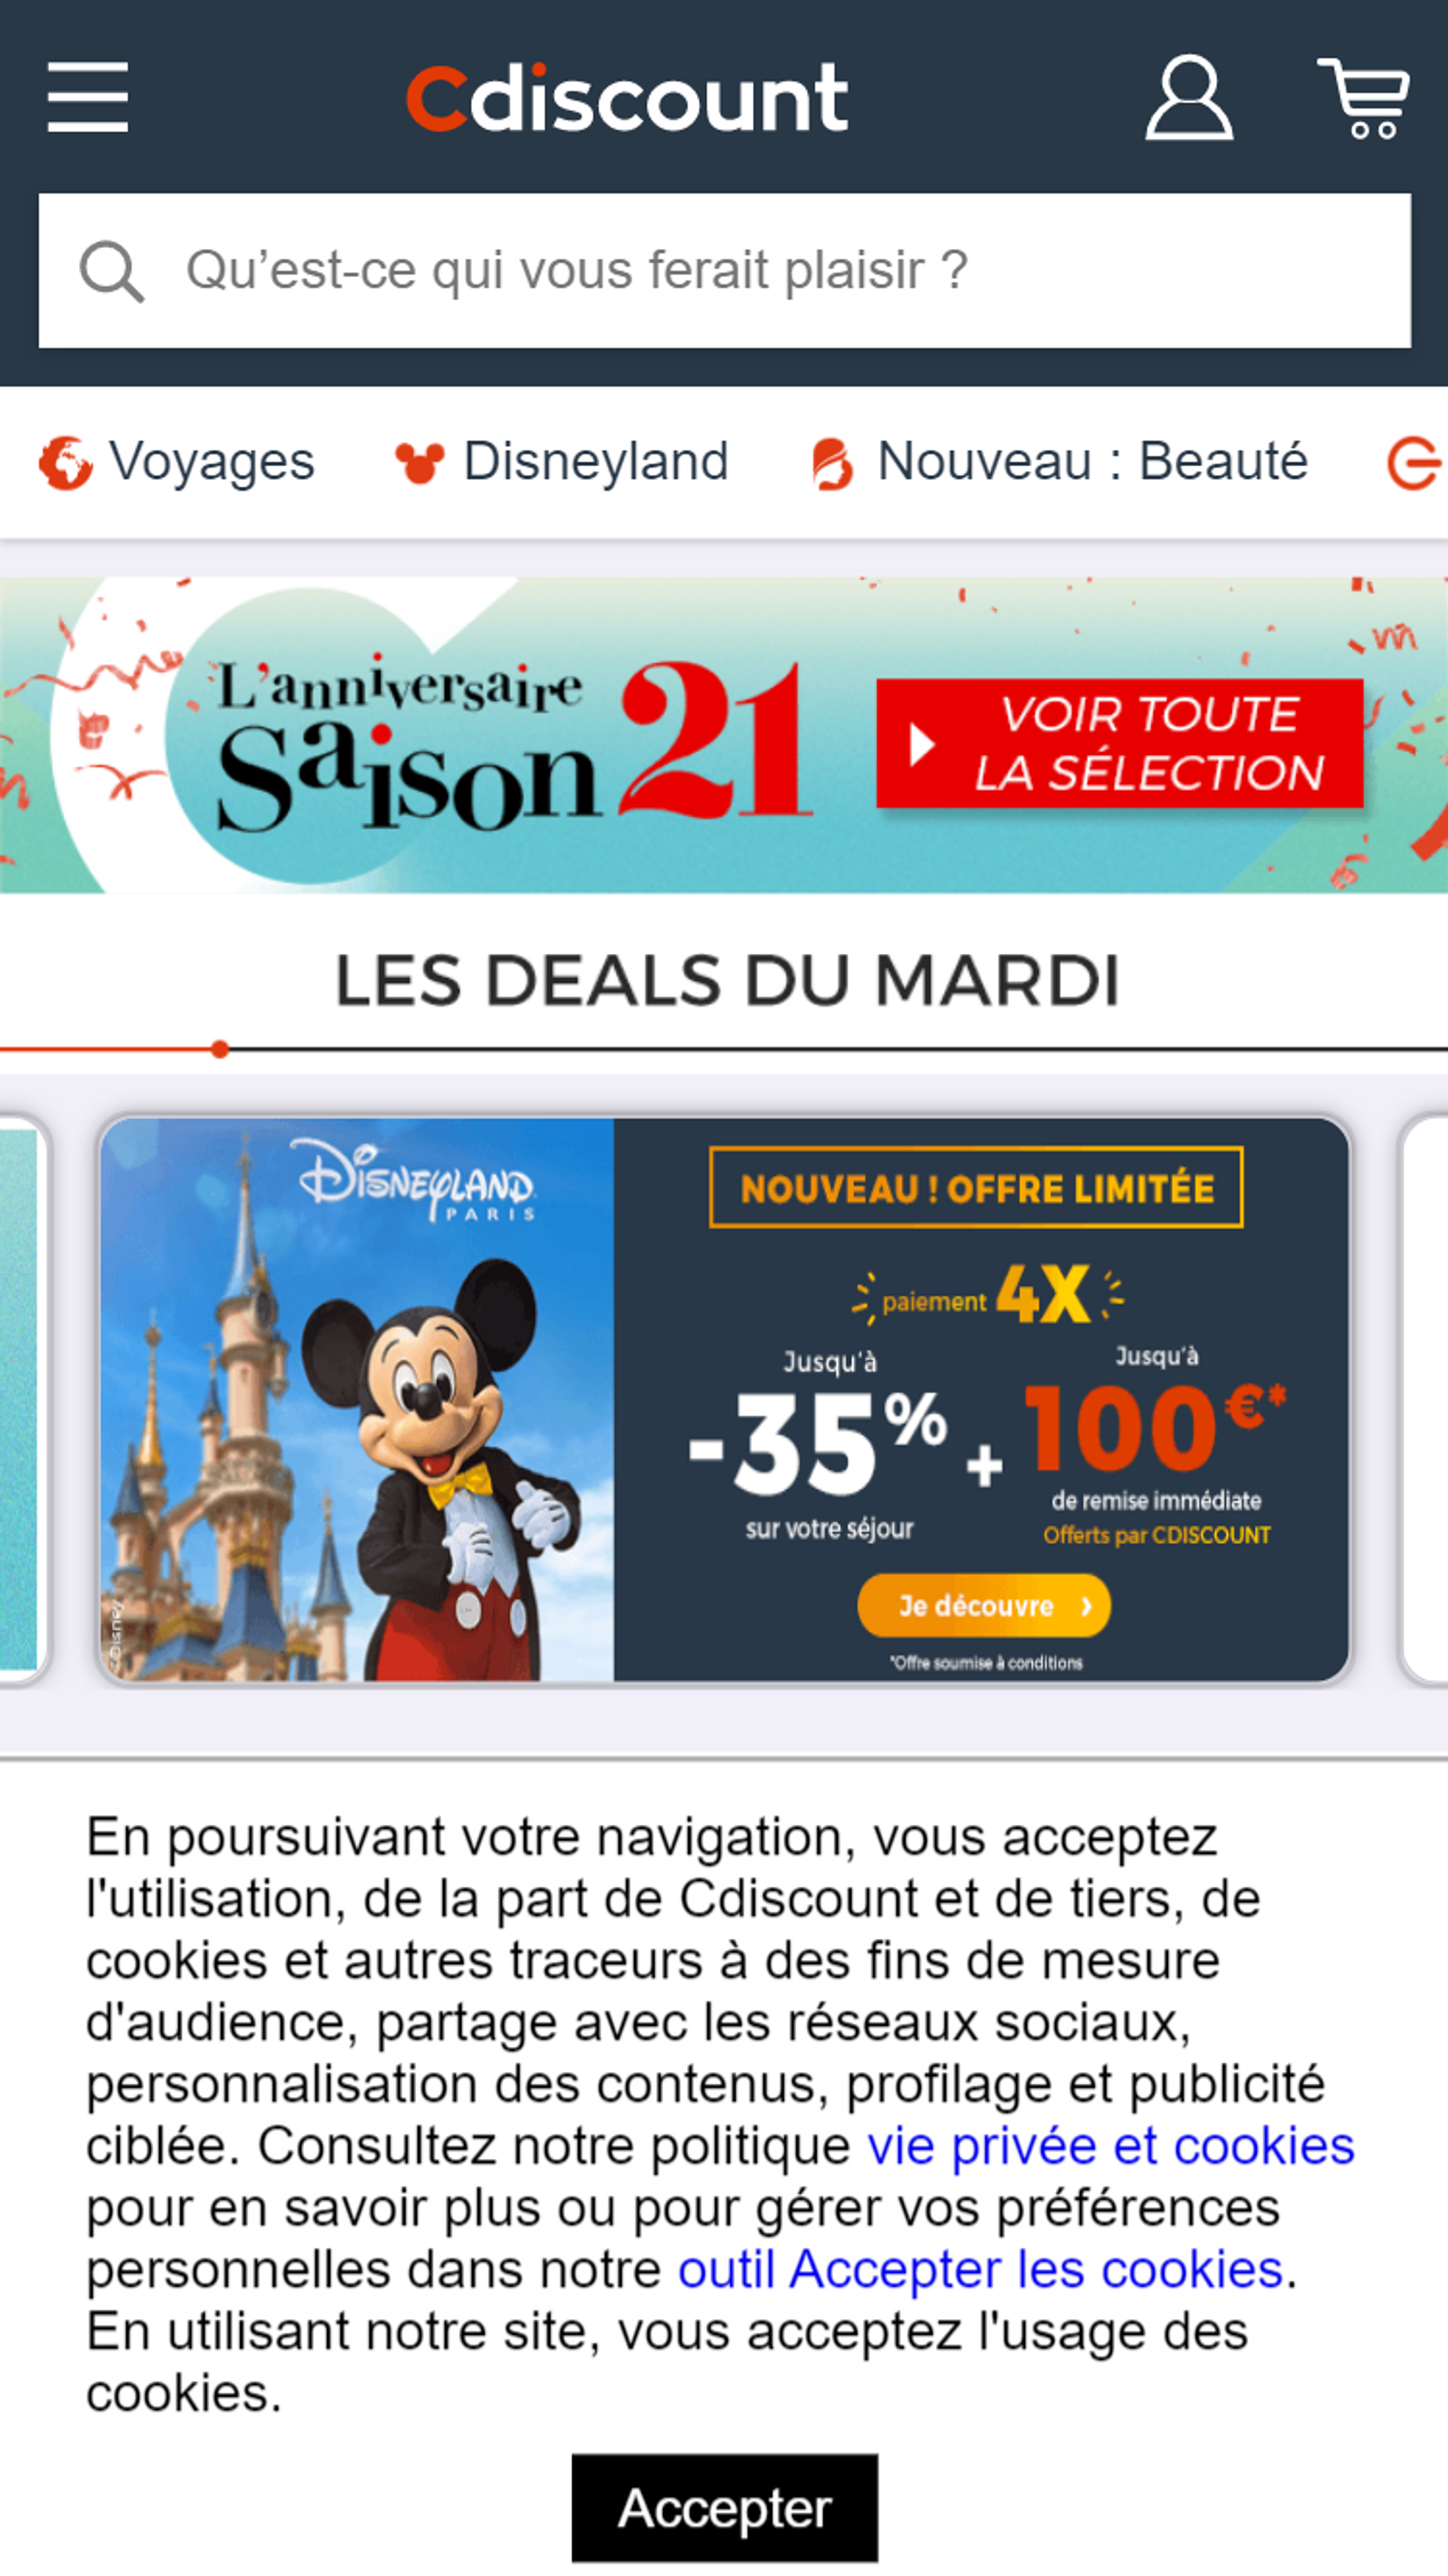 Cdiscount
Qu’est-ce qui vous ferait plaisir ?
Voyages
Disneyland
Nouveau : Beauté
L'anniversaire
Saison 21
VOIR TOUTE
LA SÉLECTION
LES DEALS DU MARDI
DISNEYLAND
PARIS
©Disney
NOUVEAU ! OFFRE LIMITÉE
paiement 4X
Jusqu'à
-35%
sur votre séjour
+
Jusqu'à
100€*
de remise immédiate
Offerts par CDISCOUNT
Je découvre
*Offre soumise à conditions
En poursuivant votre navigation, vous acceptez
l'utilisation, de la part de Cdiscount et de tiers, de
cookies et autres traceurs à des fins de mesure
d'audience, partage avec les réseaux sociaux,
personnalisation des contenus, profilage et publicité
ciblée. Consultez notre politique vie privée et cookies
pour en savoir plus ou pour gérer vos préférences
personnelles dans notre outil Accepter les cookies.
En utilisant notre site, vous acceptez l'usage des
cookies.
Accepter